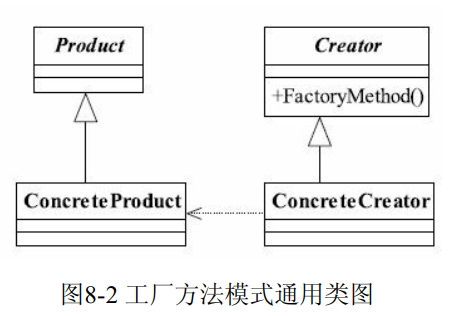 Product
Creator
+FactoryMethod()
ConcreteProduct
ConcreteCreator
图8-2 工厂方法模式通用类图